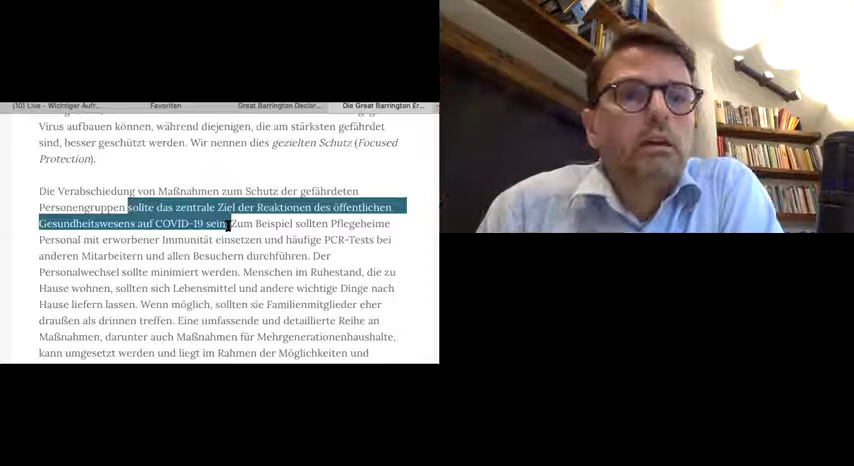 (10) Live - Wichtiger Aufr...
Favoriten
Great Barrington Declar...
Die Great Barrington Er...
Virus aufbauen können, während diejenigen, die am stärksten gefährdet
sind, besser geschützt werden. Wir nennen dies gezielten Schutz (Focused
Protection).
Die Verabschiedung von Maßnahmen zum Schutz der gefährdeten
Personengruppen sollte das zentrale Ziel der Reaktionen des öffentlichen
Gesundheitswesens auf COVID-19 sein. Zum Beispiel sollten Pflegeheime
Personal mit erworbener Immunität einsetzen und häufige PCR-Tests bei
anderen Mitarbeitern und allen Besuchern durchführen. Der
Personalwechsel sollte minimiert werden. Menschen im Ruhestand, die zu
Hause wohnen, sollten sich Lebensmittel und andere wichtige Dinge nach
Hause liefern lassen. Wenn möglich, sollten sie Familienmitglieder eher
draußen als drinnen treffen. Eine umfassende und detaillierte Reihe an
Maßnahmen, darunter auch Maßnahmen für Mehrgenerationenhaushalte,
kann umgesetzt werden und liegt im Rahmen der Möglichkeiten und